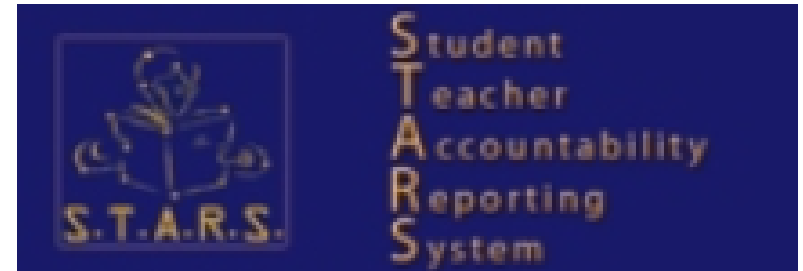 S.T.A.R.S.
Student
Teacher
Accountability
Reporting
System